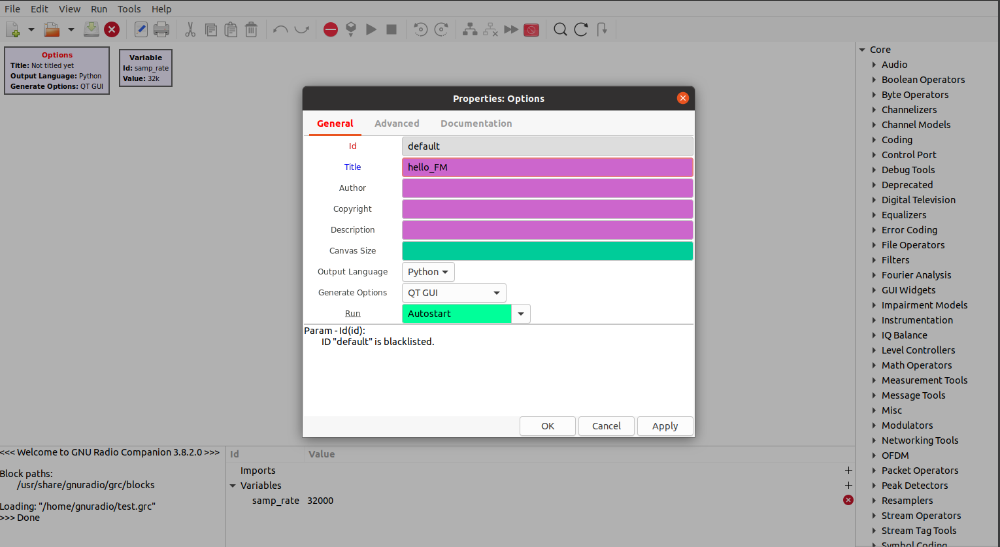 File Edit View Run Tools Help
Options
Title: Not titled yet
Output Language: Python
Generate Options: QT GUI
Variable
Id: samp_rate
Value: 32k
Properties: Options
General Advanced Documentation
Id default
Title hello_FM
Author
Copyright
Description
Canvas Size
Output Language Python
Generate Options QT GUI
Run Autostart
Param - Id(id):
ID "default" is blacklisted.
OK Cancel Apply
Core
Audio
Boolean Operators
Byte Operators
Channelizers
Channel Models
Coding
Control Port
Debug Tools
Deprecated
Digital Television
Equalizers
Error Coding
File Operators
Filters
Fourier Analysis
GUI Widgets
Impairment Models
Instrumentation
IQ Balance
Level Controllers
Math Operators
Measurement Tools
Message Tools
Misc
Modulators
Networking Tools
OFDM
Packet Operators
Peak Detectors
Resamplers
Stream Operators
Stream Tag Tools
Symbol Coding
<<< Welcome to GNU Radio Companion 3.8.2.0 >>>
Block paths:
/usr/share/gnuradio/grc/blocks
Loading: "/home/gnuradio/test.grc"
>>> Done
Id Value
Imports
Variables
samp_rate 32000